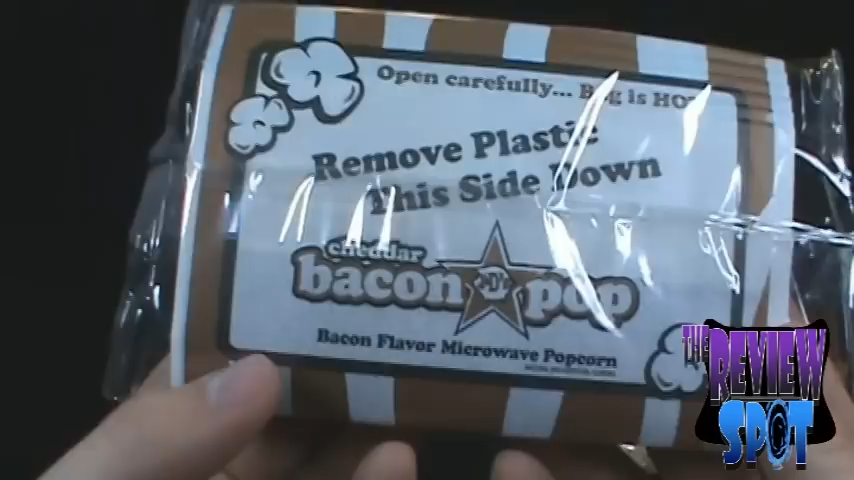 Open carefully... Bag is HOT
Remove Plastic
This Side Down
cheddar
bacon J&D's pop
Bacon Flavor Microwave Popcorn
THE
REVIEW
SPOT